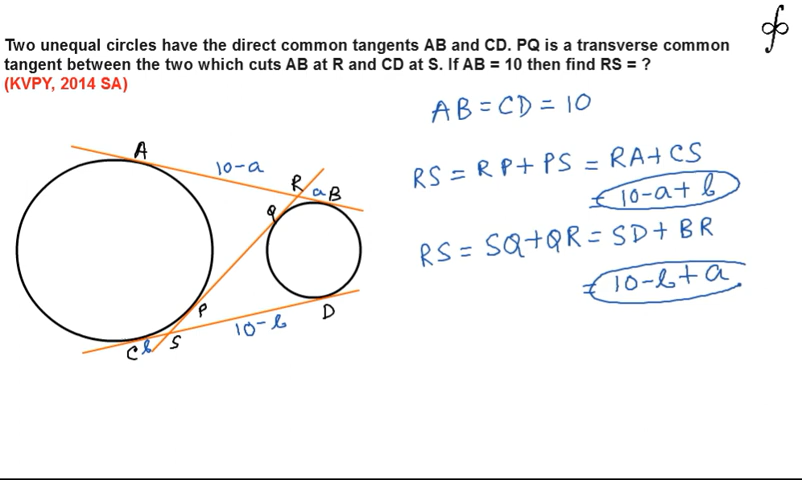 Two unequal circles have the direct common tangents AB and CD. PQ is a transverse common
tangent between the two which cuts AB at R and CD at S. If AB = 10 then find RS = ?
(KVPY, 2014 SA)
AB = CD = 10
RS = RP + PS = RA + CS
= 10-a+b
RS = SQ + QR = SD + BR
= 10-b+a
A
10-a
R
a
B
Q
P
10-b
D
C
b
S